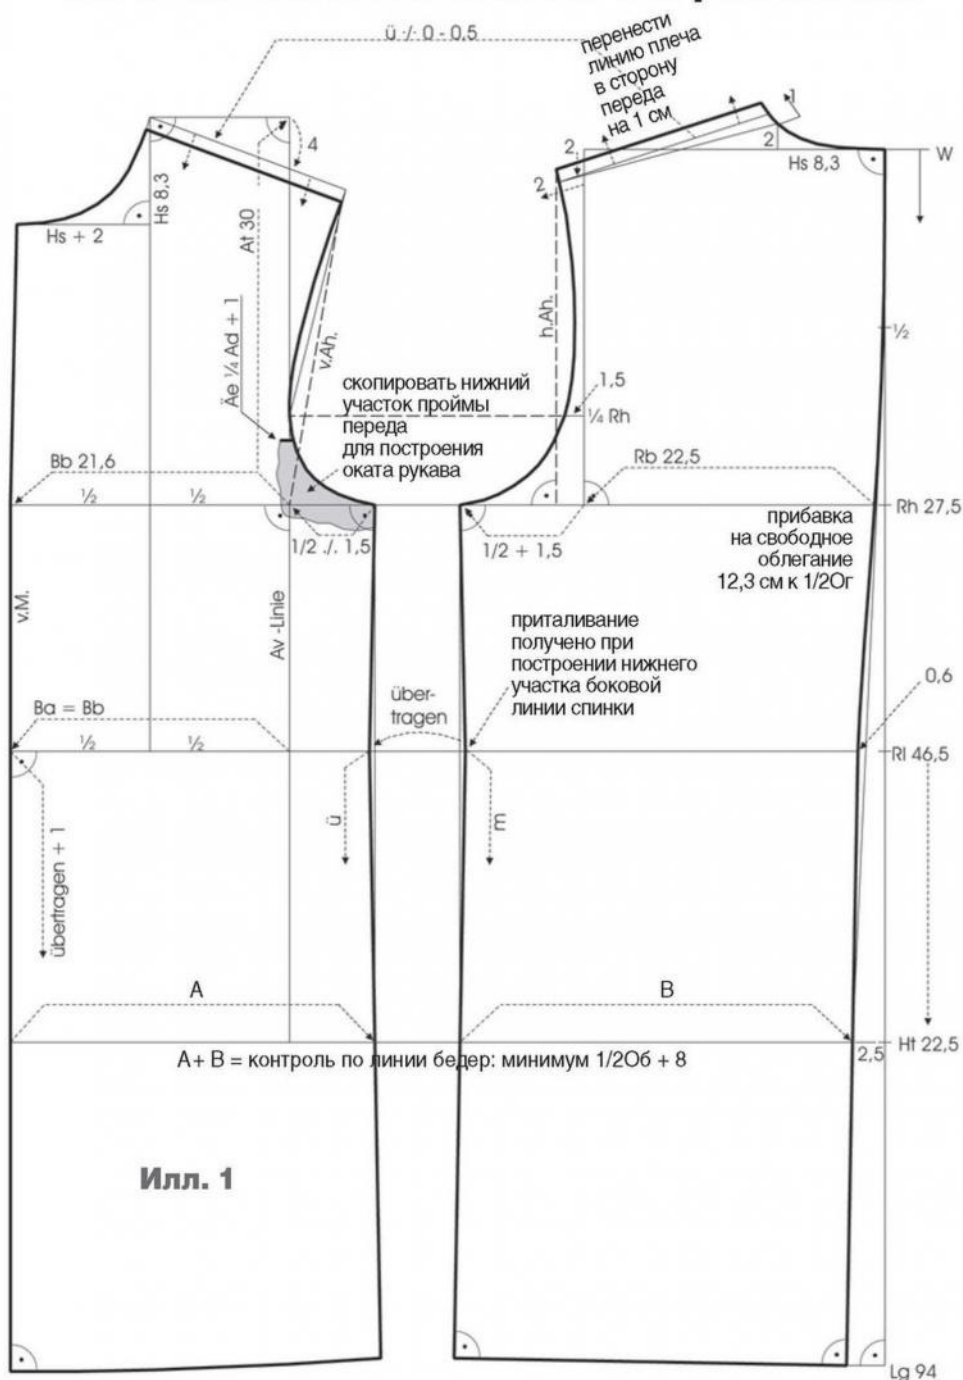 ü ·/· 0 - 0,5
перенести
линию плеча
в сторону
переда
на 1 см
1
4
2
2
2
Hs 8,3
W
Hs 8,3
Hs + 2
At 30
½
Äe ¼ Ad + 1
v.Ah.
h.Ah.
1,5
¼ Rh
скопировать нижний
участок проймы
переда
для построения
оката рукава
Bb 21,6
½
½
Rb 22,5
Rh 27,5
1/2 ./. 1,5
1/2 + 1,5
прибавка
на свободное
облегание
12,3 см к 1/2Ог
v.M.
Av -Linie
приталивание
получено при
построении нижнего
участка боковой
линии спинки
über-
tragen
0,6
Ba = Bb
½
½
Rl 46,5
übertragen + 1
ü
m
A
B
Ht 22,5
2,5
A+ B = контроль по линии бедер: минимум 1/2Об + 8
Илл. 1
Lg 94